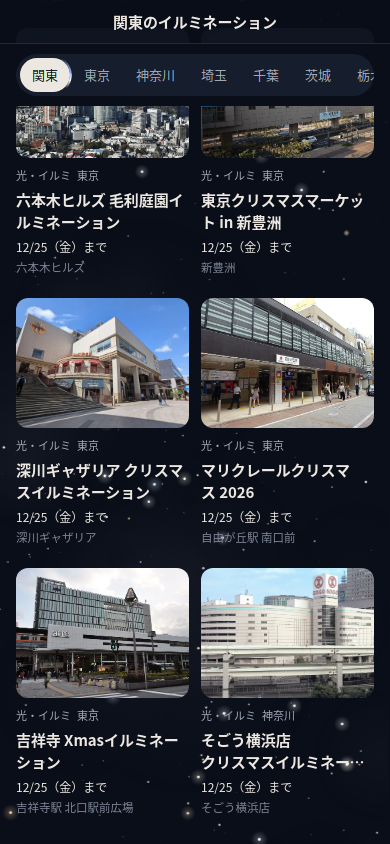 関東のイルミネーション
関東 東京 神奈川 埼玉 千葉 茨城
光・イルミ 東京
六本木ヒルズ 毛利庭園イ
ルミネーション
12/25（金）まで
六本木ヒルズ
光・イルミ 東京
東京クリスマスマーケッ
ト in 新豊洲
12/25（金）まで
新豊洲
光・イルミ 東京
深川ギャザリア クリスマ
スイルミネーション
12/25（金）まで
深川ギャザリア
光・イルミ 東京
マリクレールクリスマ
ス 2026
12/25（金）まで
自由が丘駅 南口前
光・イルミ 東京
吉祥寺 Xmasイルミネー
ション
12/25（金）まで
吉祥寺駅 北口駅前広場
光・イルミ 神奈川
そごう横浜店
クリスマスイルミネー…
12/25（金）まで
そごう横浜店